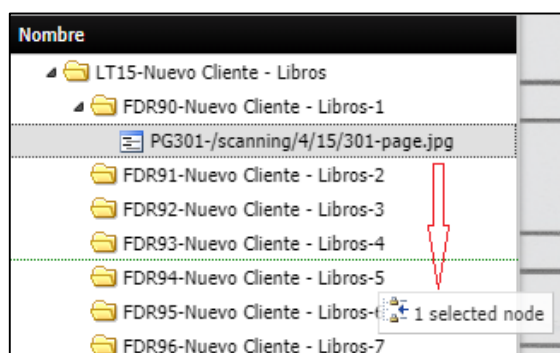 Nombre
LT15-Nuevo Cliente - Libros
FDR90-Nuevo Cliente - Libros-1
PG301-/scanning/4/15/301-page.jpg
FDR91-Nuevo Cliente - Libros-2
FDR92-Nuevo Cliente - Libros-3
FDR93-Nuevo Cliente - Libros-4
FDR94-Nuevo Cliente - Libros-5
FDR95-Nuevo Cliente - Libros-6
1 selected node
FDR96-Nuevo Cliente - Libros-7